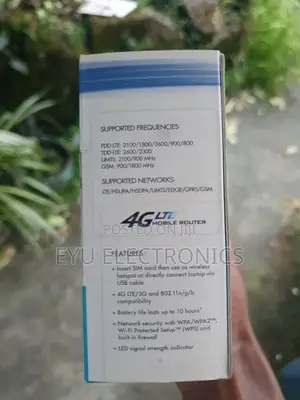 SUPPORTED FREQUENCIES:
FDD-LTE: 2100/1800/2600/900/800
TDD-LTE: 2600/2300
UMTS: 2100/900 MHz
GSM: 900/1800 MHz
SUPPORTED NETWORKS:
LTE/HSUPA/HSDPA/UMTS/EDGE/GPRS/GSM
4G LTE
MOBILE ROUTER
POSTED ON JIJI
EYU ELECTRONICS
FEATURES:
• Insert SIM card then use as wireless
hotspot or directly connect laptop via
USB cable
• 4G LTE/3G and 802.11n/g/b
compatibility
• Battery life lasts up to 10 hours*
• Network security with WPA/WPA2™,
Wi-Fi Protected Setup™ (WPS) and
built-in firewall
• LED signal strength indicator